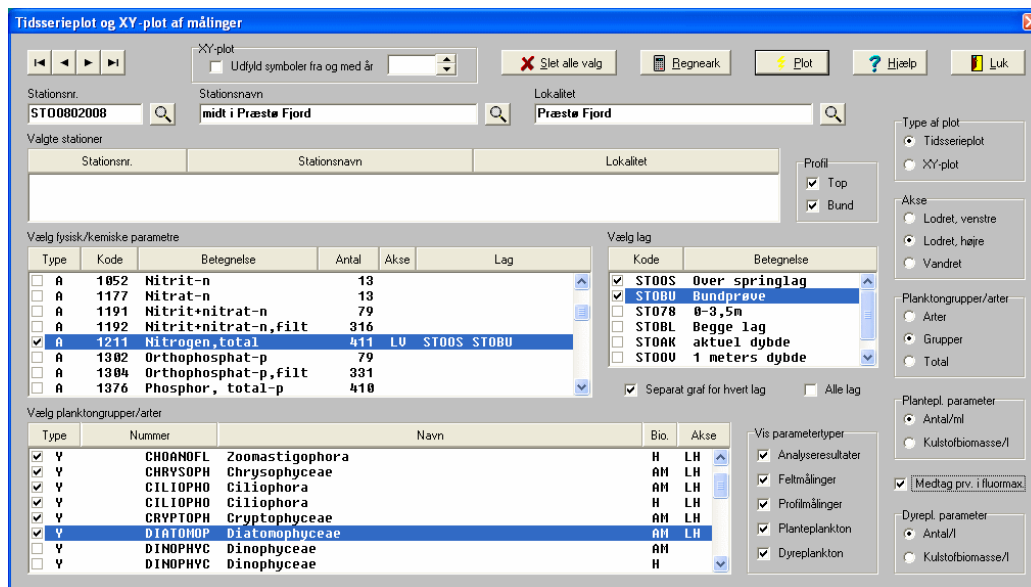 Tidsserieplot og XY-plot af målinger
XY-plot
Udfyld symboler fra og med år
Slet alle valg
Regneark
Plot
Hjælp
Luk
Stationsnr. Stationsnavn Lokalitet
STO0802008 midt i Præstø Fjord Præstø Fjord
Valgte stationer
Stationsnr. Stationsnavn Lokalitet
Profil
Top
Bund
Type af plot
Tidsserieplot
XY-plot
Akse
Lodret, venstre
Lodret, højre
Vandret
Vælg fysisk/kemiske parametre
Type Kode Betegnelse Antal Akse Lag
A 1052 Nitrit-n 13
A 1177 Nitrat-n 13
A 1191 Nitrit+nitrat-n 79
A 1192 Nitrit+nitrat-n,filt 316
A 1211 Nitrogen,total 411 LV STOOS STOBU
A 1302 Orthophosphat-p 79
A 1304 Orthophosphat-p,filt 331
A 1376 Phosphor, total-p 410
Vælg lag
Kode Betegnelse
STOOS Over springlag
STOBU Bundprøve
STO78 0-3,5m
STOBL Begge lag
STOAK aktuel dybde
STOOV 1 meters dybde
Separat graf for hvert lag Alle lag
Planktongrupper/arter
Arter
Grupper
Total
Vælg planktongrupper/arter
Type Nummer Navn Bio. Akse
Y CHOANOFL Zoomastigophora H LH
Y CHRYSOPH Chrysophyceae AM LH
Y CILIOPHO Ciliophora AM LH
Y CILIOPHO Ciliophora H LH
Y CRYPTOPH Cryptophyceae AM LH
Y DIATOMOP Diatomophyceae AM LH
Y DINOPHYC Dinophyceae AM
Y DINOPHYC Dinophyceae H
Vis parametertyper
Analyseresultater
Feltmålinger
Profilmålinger
Planteplankton
Dyreplankton
Plantepl. parameter
Antal/ml
Kulstofbiomasse/l
Medtag prv. i fluormax.
Dyrepl. parameter
Antal/l
Kulstofbiomasse/l